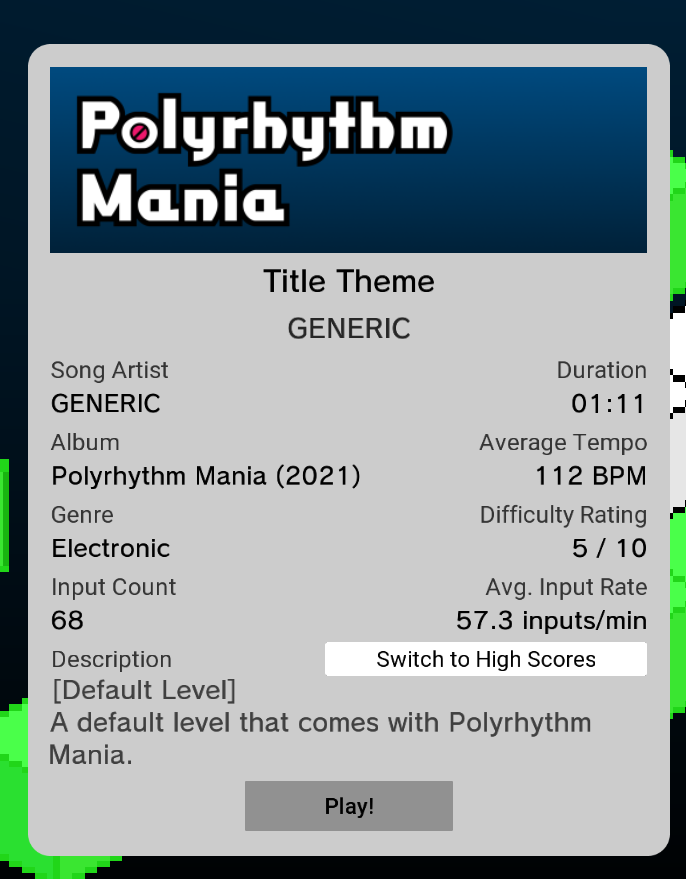 Polyrhythm
Mania
Title Theme
GENERIC
Song Artist
Duration
GENERIC
01:11
Album
Average Tempo
Polyrhythm Mania (2021)
112 BPM
Genre
Difficulty Rating
Electronic
5 / 10
Input Count
Avg. Input Rate
68
57.3 inputs/min
Description
Switch to High Scores
[Default Level]
A default level that comes with Polyrhythm
Mania.
Play!